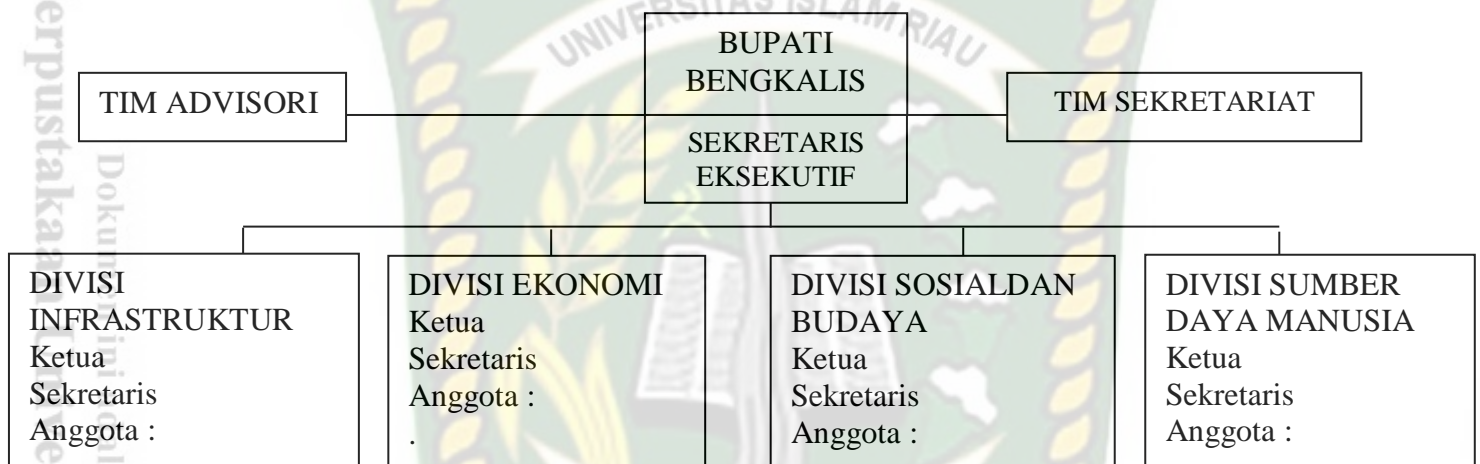 UNIVERSITAS ISLAM RIAU
BUPATI
BENGKALIS
TIM ADVISORI
TIM SEKRETARIAT
SEKRETARIS
EKSEKUTIF
DIVISI
INFRASTRUKTUR
Ketua
Sekretaris
Anggota :
DIVISI EKONOMI
Ketua
Sekretaris
Anggota :
.
DIVISI SOSIALDAN
BUDAYA
Ketua
Sekretaris
Anggota :
DIVISI SUMBER
DAYA MANUSIA
Ketua
Sekretaris
Anggota :